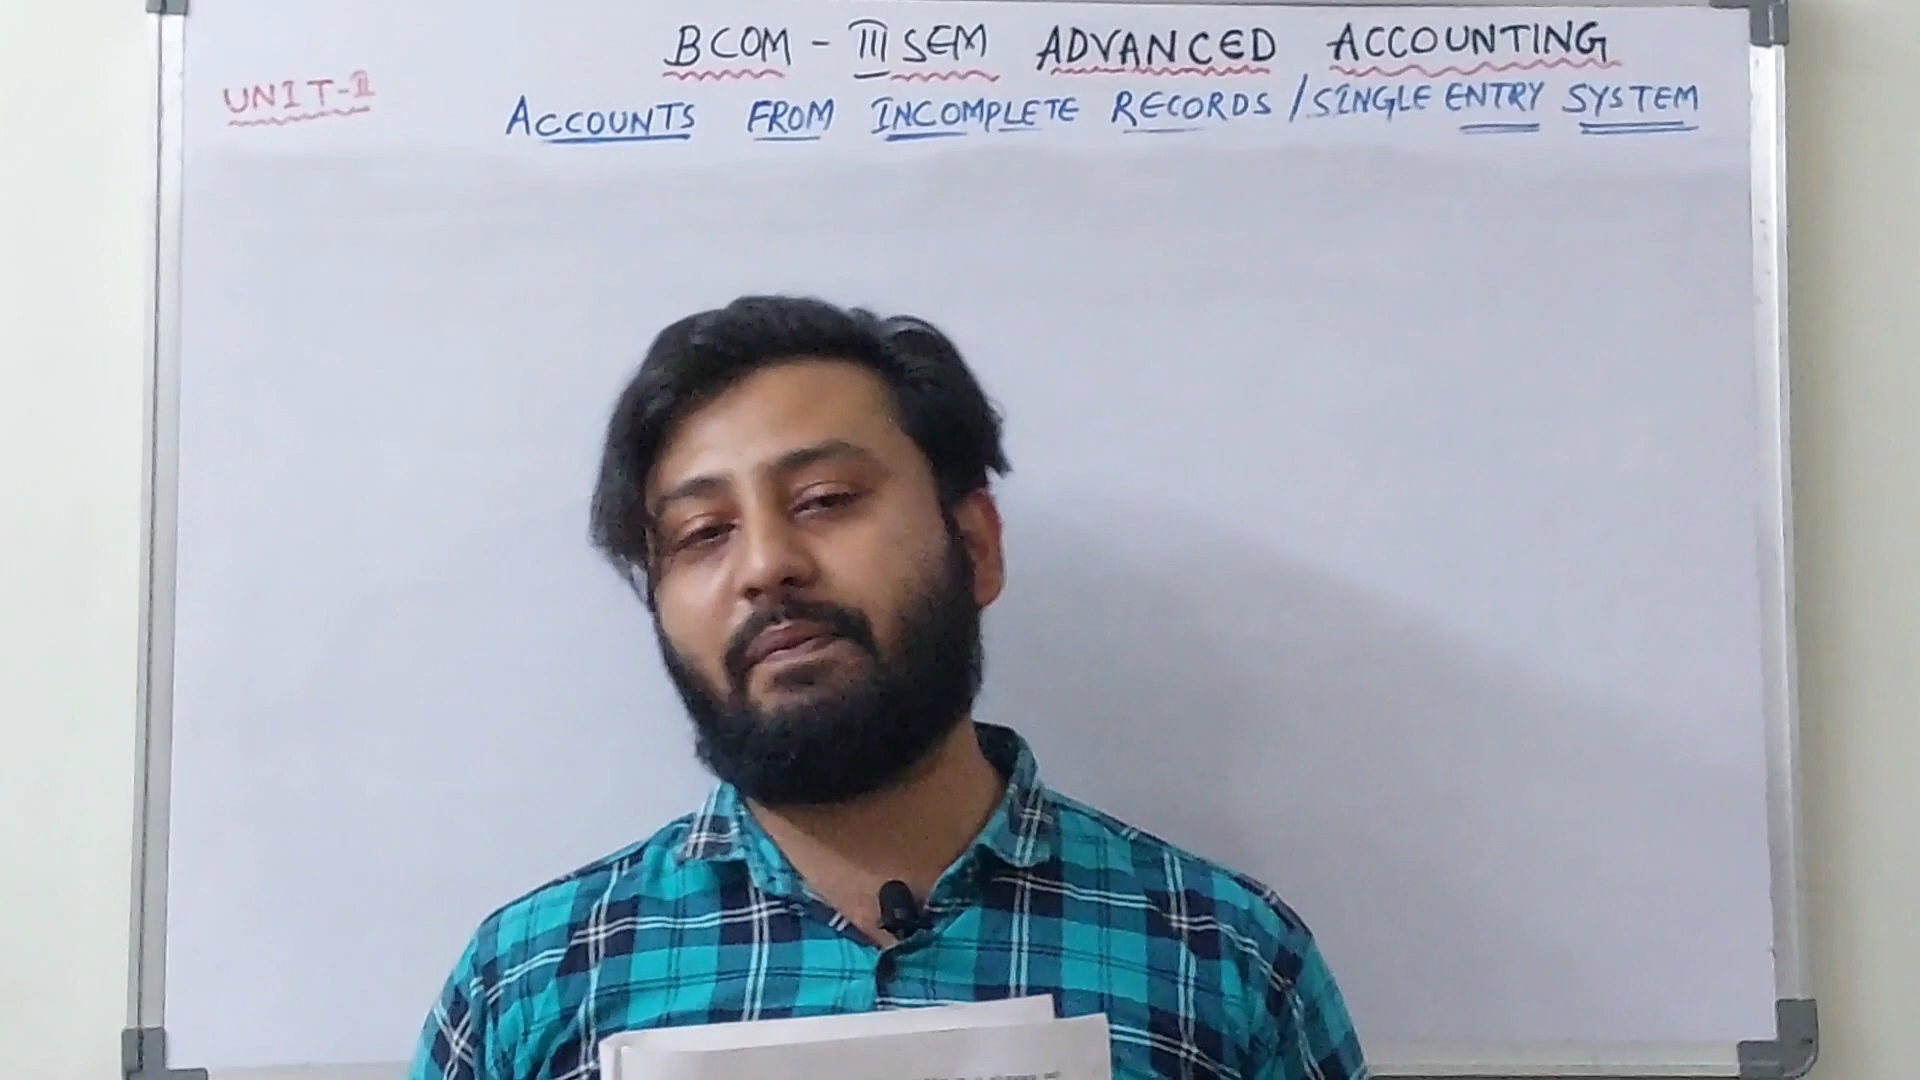 BCOM - III SEM ADVANCED ACCOUNTING
UNIT-II
ACCOUNTS FROM INCOMPLETE RECORDS / SINGLE ENTRY SYSTEM